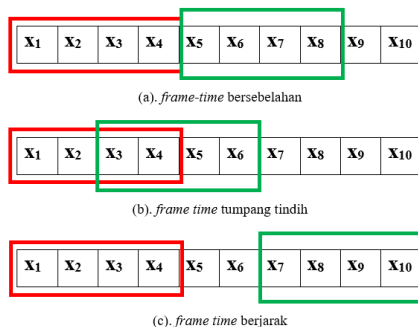 x1 x2 x3 x4 x5 x6 x7 x8 x9 x10
(a). frame-time bersebelahan
x1 x2 x3 x4 x5 x6 x7 x8 x9 x10
(b). frame time tumpang tindih
x1 x2 x3 x4 x5 x6 x7 x8 x9 x10
(c). frame time berjarak